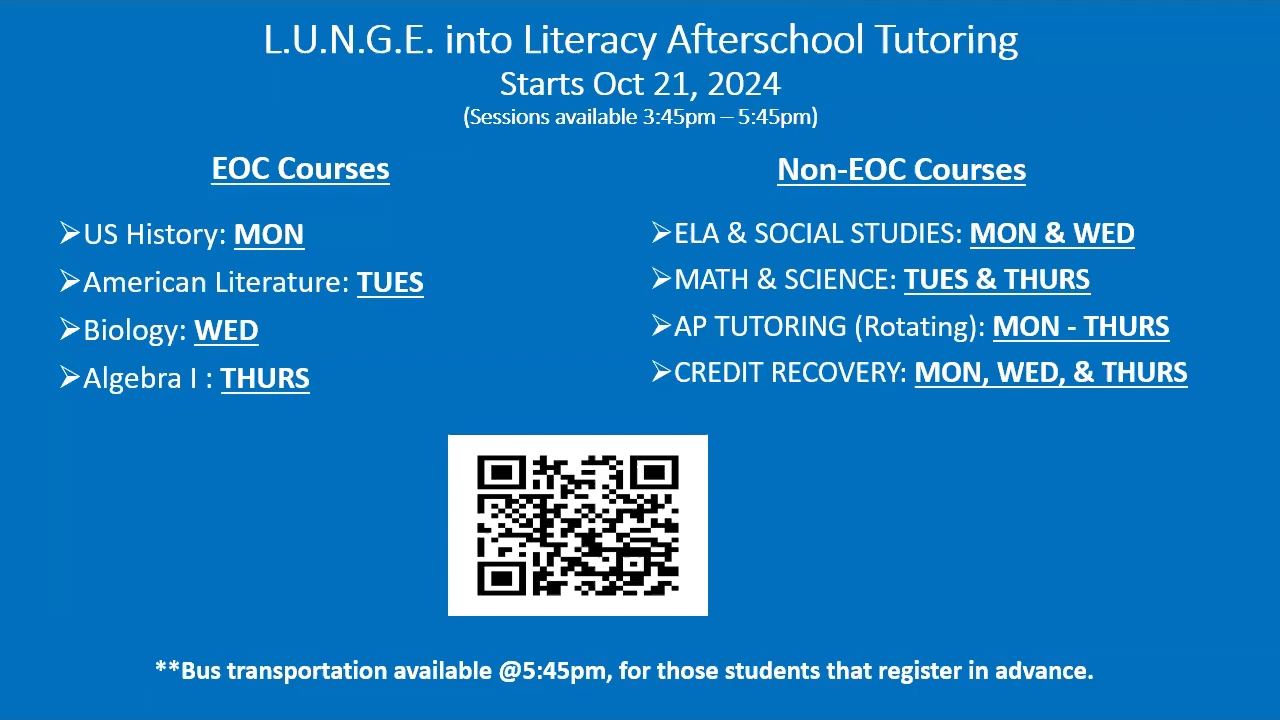 L.U.N.G.E. into Literacy Afterschool Tutoring
Starts Oct 21, 2024
(Sessions available 3:45pm – 5:45pm)
EOC Courses
➢US History: MON
➢American Literature: TUES
➢Biology: WED
➢Algebra I : THURS
Non-EOC Courses
➢ELA & SOCIAL STUDIES: MON & WED
➢MATH & SCIENCE: TUES & THURS
➢AP TUTORING (Rotating): MON - THURS
➢CREDIT RECOVERY: MON, WED, & THURS
**Bus transportation available @5:45pm, for those students that register in advance.